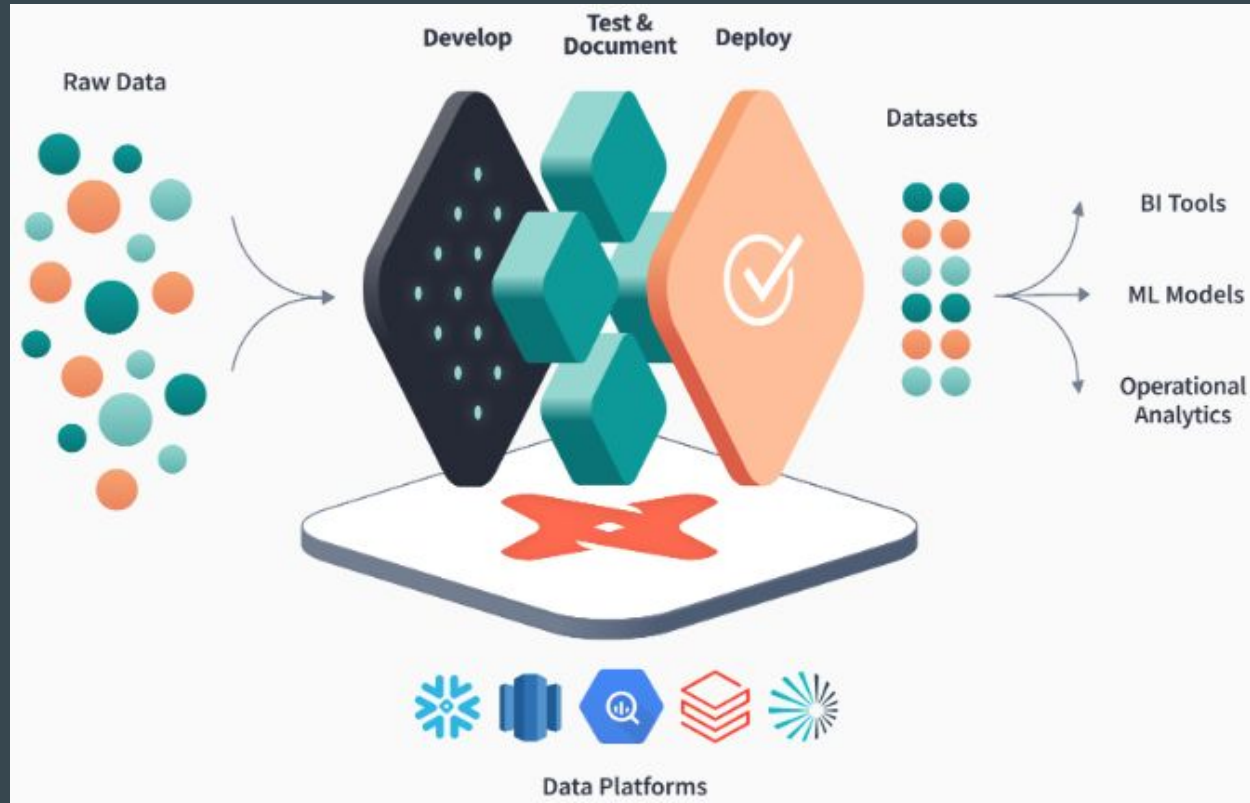 Raw Data
Develop
Test &
Document
Deploy
Datasets
BI Tools
ML Models
Operational
Analytics
Data Platforms